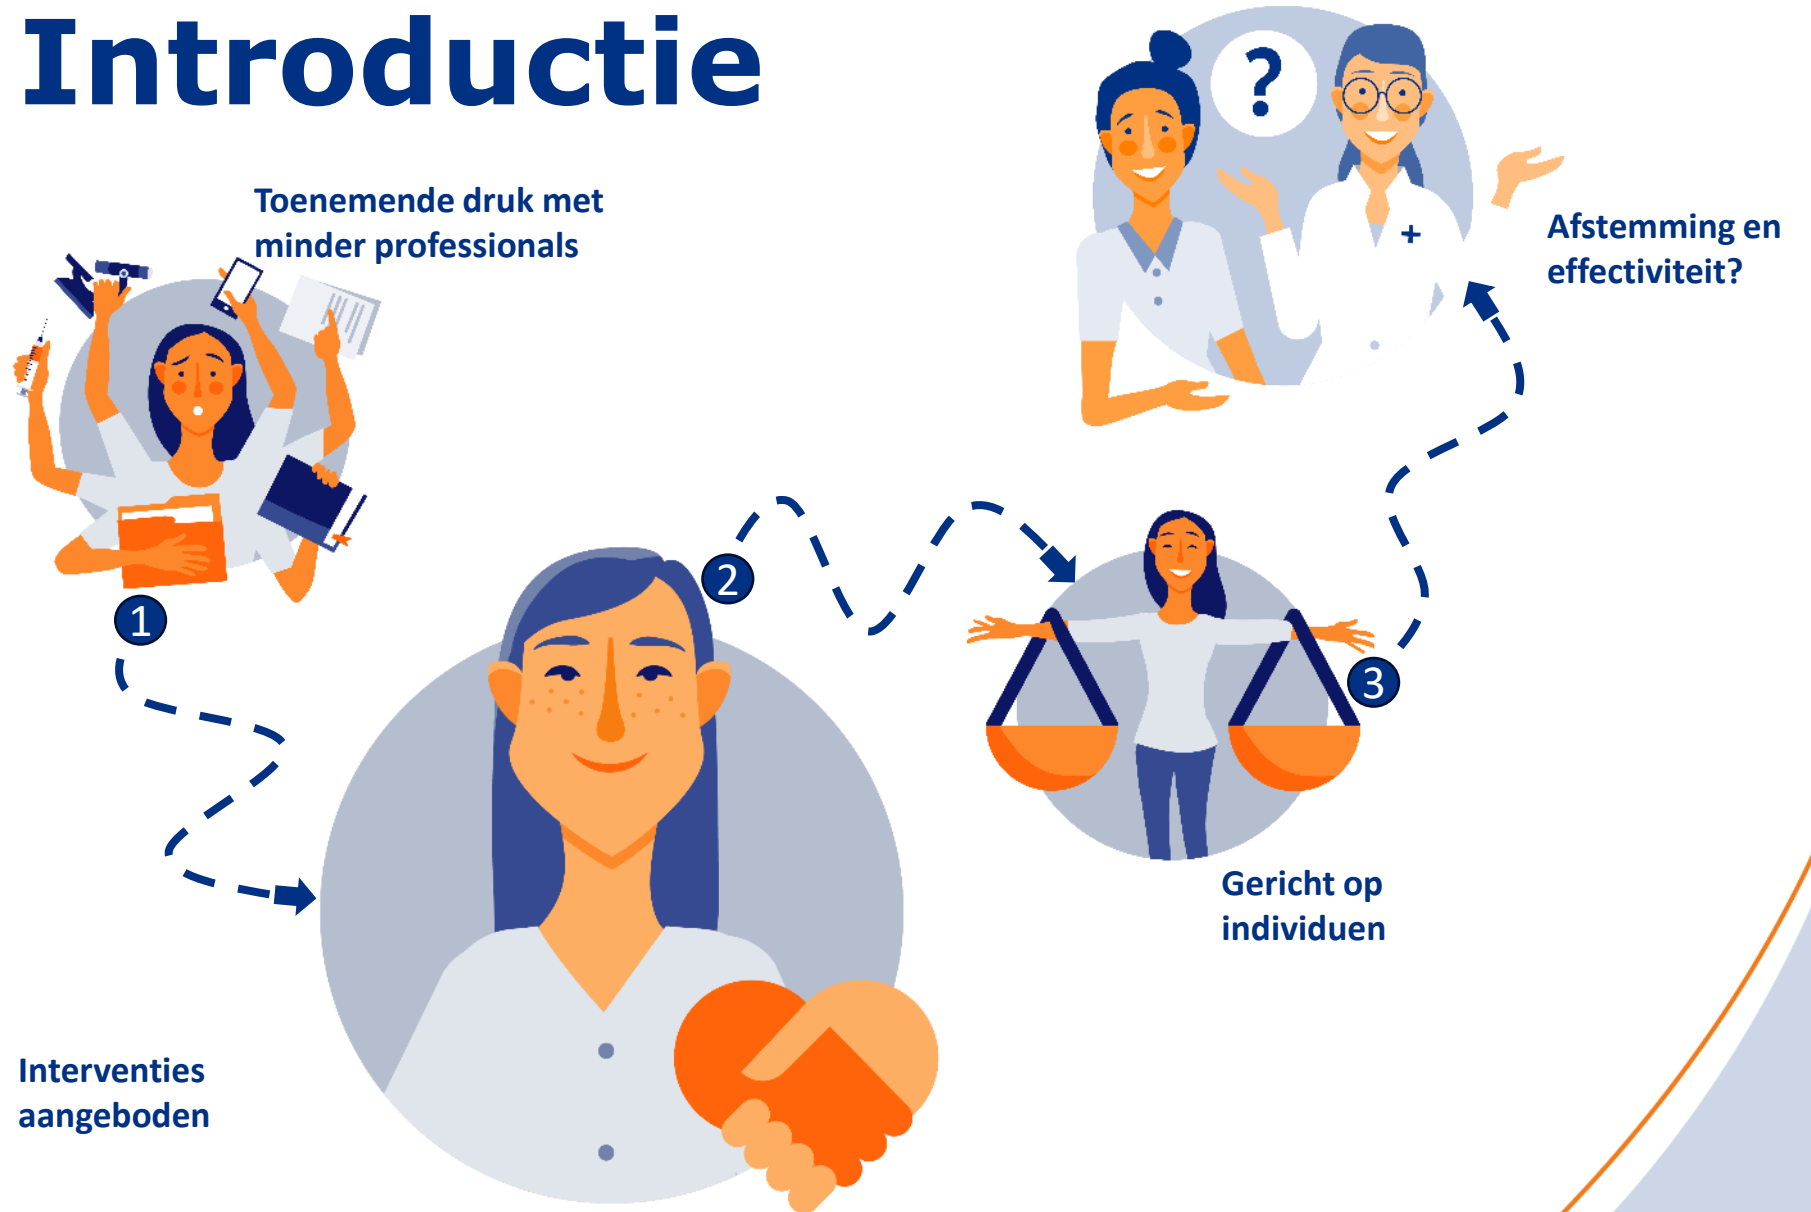 Introductie
Toenemende druk met
minder professionals
?
Afstemming en
effectiviteit?
1
2
3
Gericht op
individuen
Interventies
aangeboden